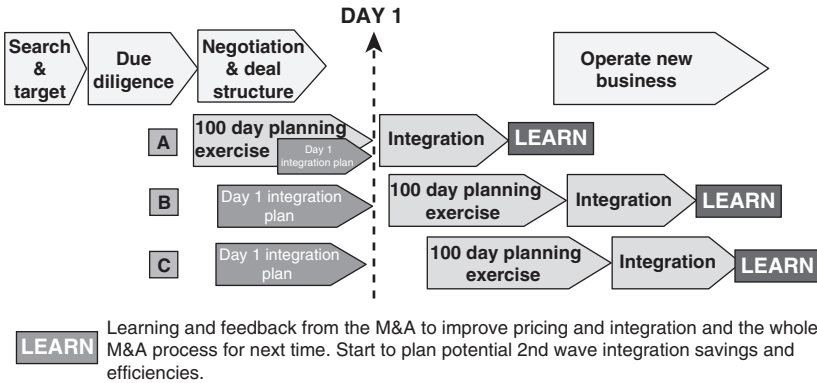 DAY 1
Search
&
target
Due
diligence
Negotiation
& deal
structure
Operate new
business
A
100 day planning
exercise
Day 1
integration plan
Integration
LEARN
B
Day 1 integration
plan
100 day planning
exercise
Integration
LEARN
C
Day 1 integration
plan
100 day planning
exercise
Integration
LEARN
LEARN
Learning and feedback from the M&A to improve pricing and integration and the whole
M&A process for next time. Start to plan potential 2nd wave integration savings and
efficiencies.